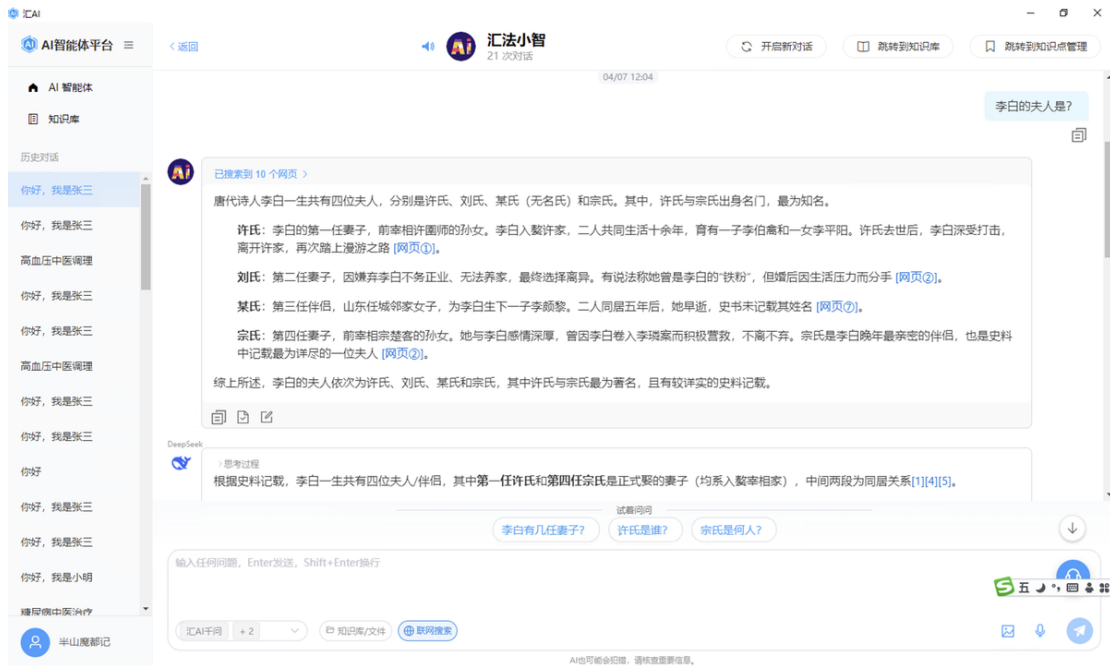 汇AI
AI智能体平台
返回
汇法小智
21 次对话
开启新对话
跳转到知识库
跳转到知识点管理
AI 智能体
知识库
历史对话
你好，我是张三
你好，我是张三
高血压中医调理
你好，我是张三
你好，我是张三
高血压中医调理
你好，我是张三
你好，我是张三
你好
你好，我是张三
你好，我是张三
你好，我是小明
糖尿病中医治疗
半山魔都记
04/07 12:04
李白的夫人是?
已搜索到 10 个网页
唐代诗人李白一生共有四位夫人，分别是许氏、刘氏、某氏（无名氏）和宗氏。其中，许氏与宗氏出身名门，最为知名。
许氏：李白的第一任妻子，前宰相许圉师的孙女。李白入赘许家，二人共同生活十余年，育有一子李伯禽和一女李平阳。许氏去世后，李白深受打击，
离开许家，再次踏上漫游之路 [网页①]。
刘氏：第二任妻子，因嫌弃李白不务正业、无法养家，最终选择离异。有说法称她曾是李白的“铁粉”，但婚后因生活压力而分手 [网页②]。
某氏：第三任伴侣，山东任城邻家女子，为李白生下一子李颇黎。二人同居五年后，她早逝，史书未记载其姓名 [网页⑦]。
宗氏：第四任妻子，前宰相宗楚客的孙女。她与李白感情深厚，曾因李白卷入李璘案而积极营救，不离不弃。宗氏是李白晚年最亲密的伴侣，也是史料
中记载最为详尽的一位夫人 [网页②]。
综上所述，李白的夫人依次为许氏、刘氏、某氏和宗氏，其中许氏与宗氏最为著名，且有较详实的史料记载。
DeepSeek
思考过程
根据史料记载，李白一生共有四位夫人/伴侣，其中第一任许氏和第四任宗氏是正式娶的妻子（均系入赘宰相家），中间两段为同居关系[1][4][5]。
试着问问
李白有几任妻子?
许氏是谁?
宗氏是何人?
输入任何问题，Enter发送，Shift+Enter换行
汇AI千问
+ 2
知识库/文件
联网搜索
五
AI也可能会犯错，请核查重要信息。